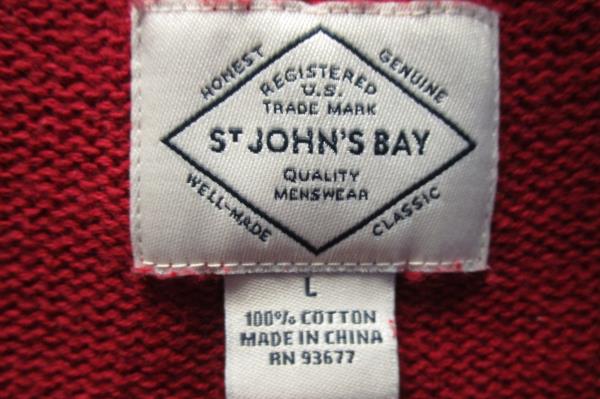 HONEST
GENUINE
REGISTERED
U.S.
TRADE MARK
ST JOHN'S BAY
QUALITY
MENSWEAR
WELL-MADE
CLASSIC
L
100% COTTON
MADE IN CHINA
RN 93677